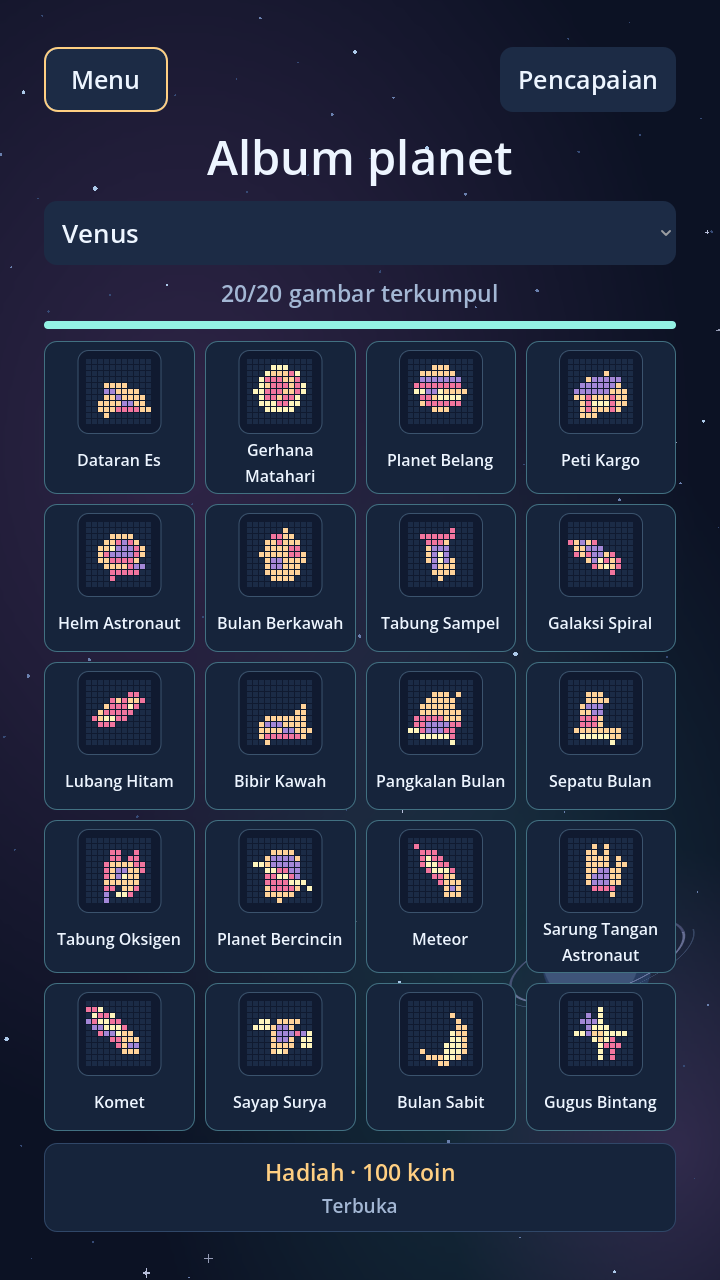 Menu
Pencapaian
Album planet
Venus
20/20 gambar terkumpul
Dataran Es
Gerhana
Matahari
Planet Belang
Peti Kargo
Helm Astronaut
Bulan Berkawah
Tabung Sampel
Galaksi Spiral
Lubang Hitam
Bibir Kawah
Pangkalan Bulan
Sepatu Bulan
Tabung Oksigen
Planet Bercincin
Meteor
Sarung Tangan
Astronaut
Komet
Sayap Surya
Bulan Sabit
Gugus Bintang
Hadiah · 100 koin
Terbuka